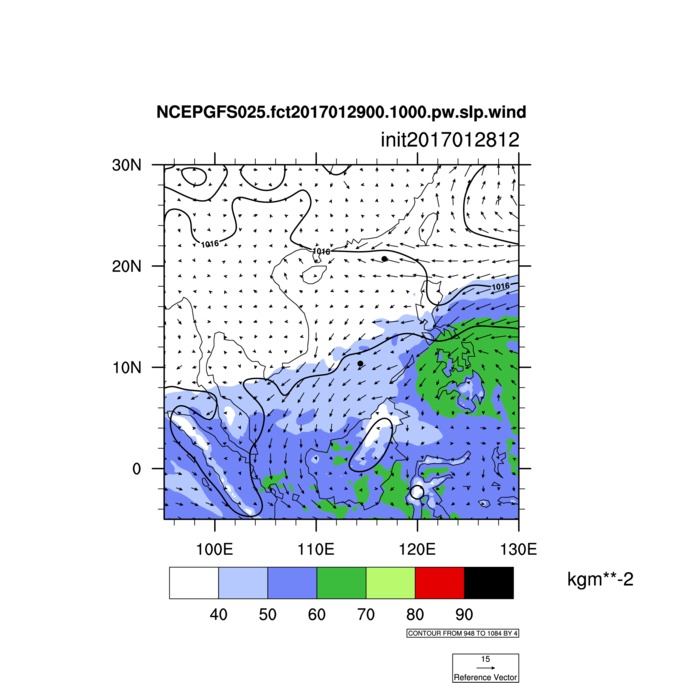 NCEPGFS025.fct2017012900.1000.pw.slp.wind
init2017012812
30N
20N
10N
0
1016
1016
1016
100E 110E 120E 130E
kgm**-2
40 50 60 70 80 90
CONTOUR FROM 948 TO 1084 BY 4
15
Reference Vector